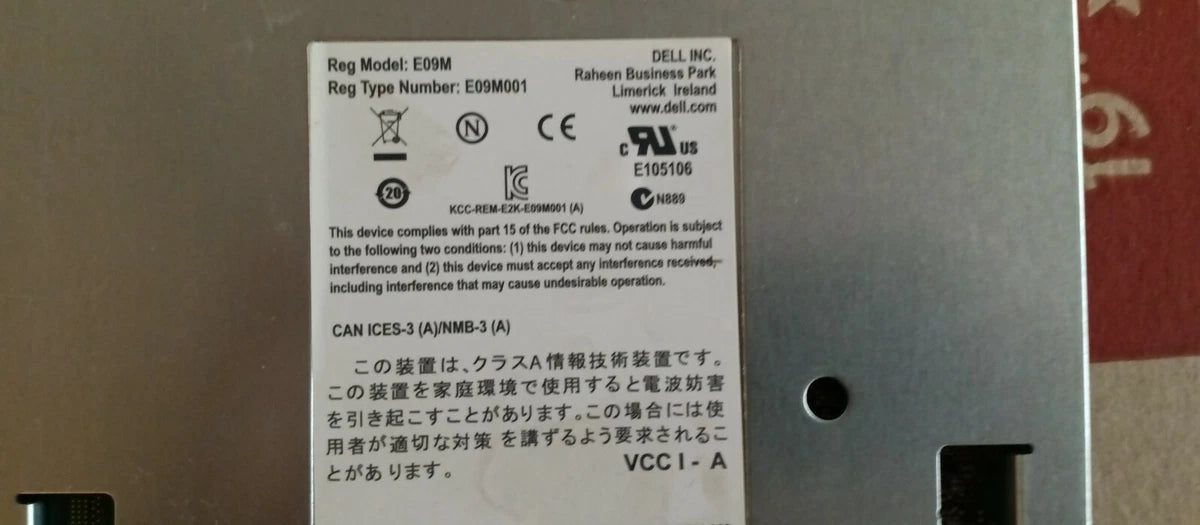 Reg Model: E09M
Reg Type Number: E09M001
DELL INC.
Raheen Business Park
Limerick Ireland
www.dell.com
N
CE
c RU ® US
E105106
20
KC
KCC-REM-E2K-E09M001 (A)
N889
This device complies with part 15 of the FCC rules. Operation is subject
to the following two conditions: (1) this device may not cause harmful
interference and (2) this device must accept any interference received,
including interference that may cause undesirable operation.
CAN ICES-3 (A)/NMB-3 (A)
この装置は、クラスA情報技術装置です。
この装置を家庭環境で使用すると電波妨害
を引き起こすことがあります。この場合には使
用者が適切な対策 を講ずるよう要求されるこ
とがあります。
VCC I - A